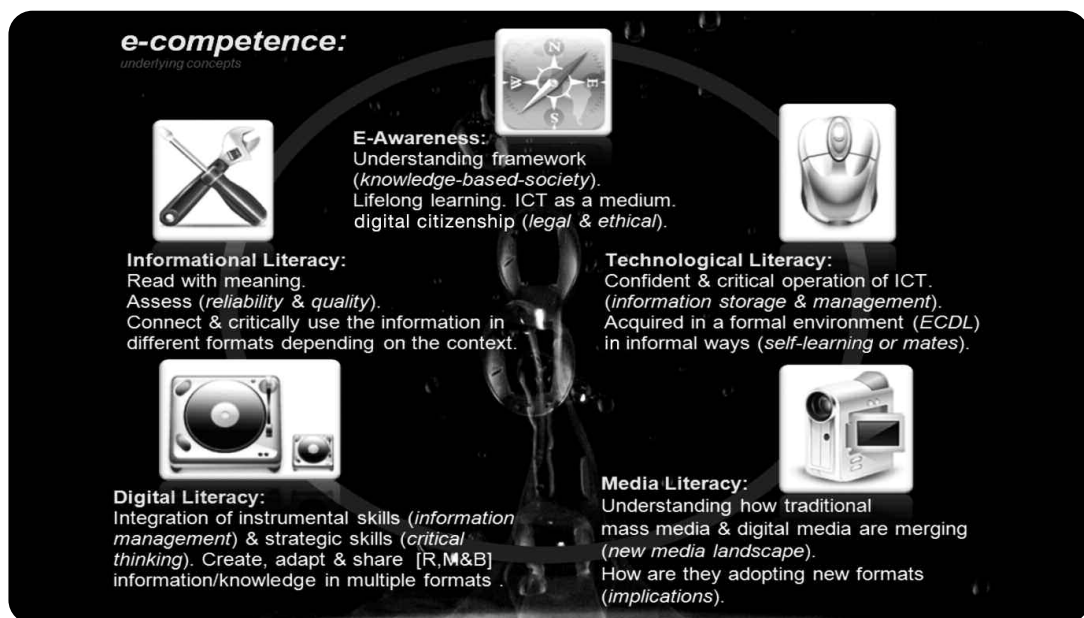 e-competence:
underlying concepts
E-Awareness:
Understanding framework
(knowledge-based-society).
Lifelong learning. ICT as a medium.
digital citizenship (legal & ethical).
Informational Literacy:
Read with meaning.
Assess (reliability & quality).
Connect & critically use the information in
different formats depending on the context.
Technological Literacy:
Confident & critical operation of ICT.
(information storage & management).
Acquired in a formal environment (ECDL)
in informal ways (self-learning or mates).
Digital Literacy:
Integration of instrumental skills (information
management) & strategic skills (critical
thinking). Create, adapt & share [R,M&B]
information/knowledge in multiple formats .
Media Literacy:
Understanding how traditional
mass media & digital media are merging
(new media landscape).
How are they adopting new formats
(implications).
N
W
E
S